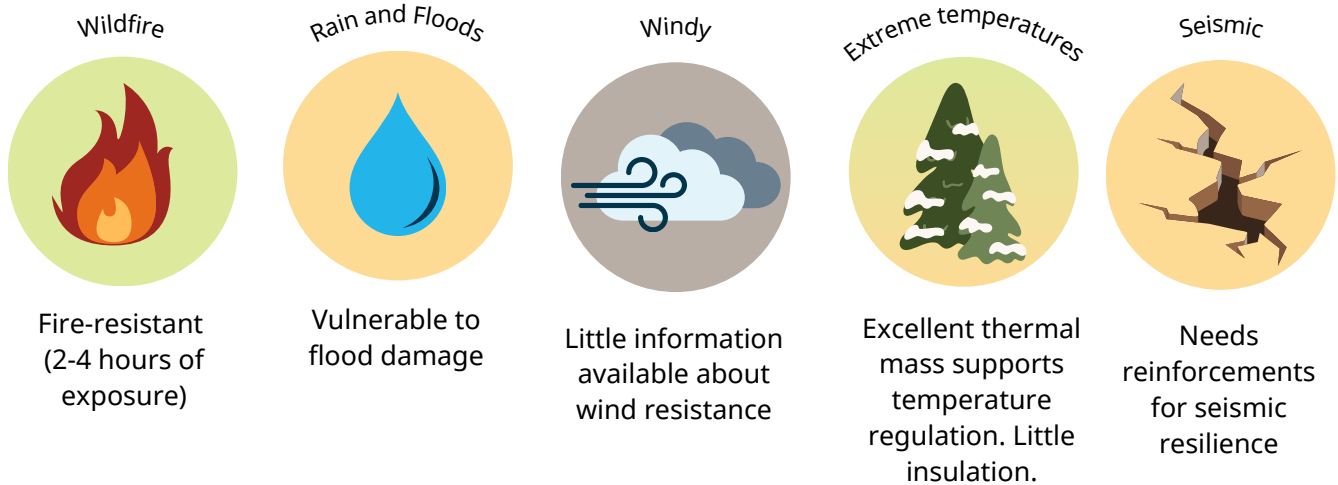 Wildfire
Fire-resistant
(2-4 hours of
exposure)
Rain and Floods
Vulnerable to
flood damage
Windy
Little information
available about
wind resistance
Extreme temperatures
Excellent thermal
mass supports
temperature
regulation. Little
insulation.
Seismic
Needs
reinforcements
for seismic
resilience